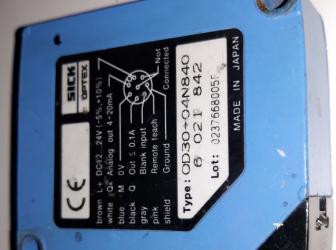 SICK
OPTEX
CE
Not
Connected
brown L+ DC12...24V (-5%,+10%)
white QA Analog out 4-20mA
blue M 0V
black Q Out ≤ 0.1A
gray Blank input
pink Remote teach
shield Ground
Type: OD30-04N840
6 021 842
Lot:
MADE IN JAPAN